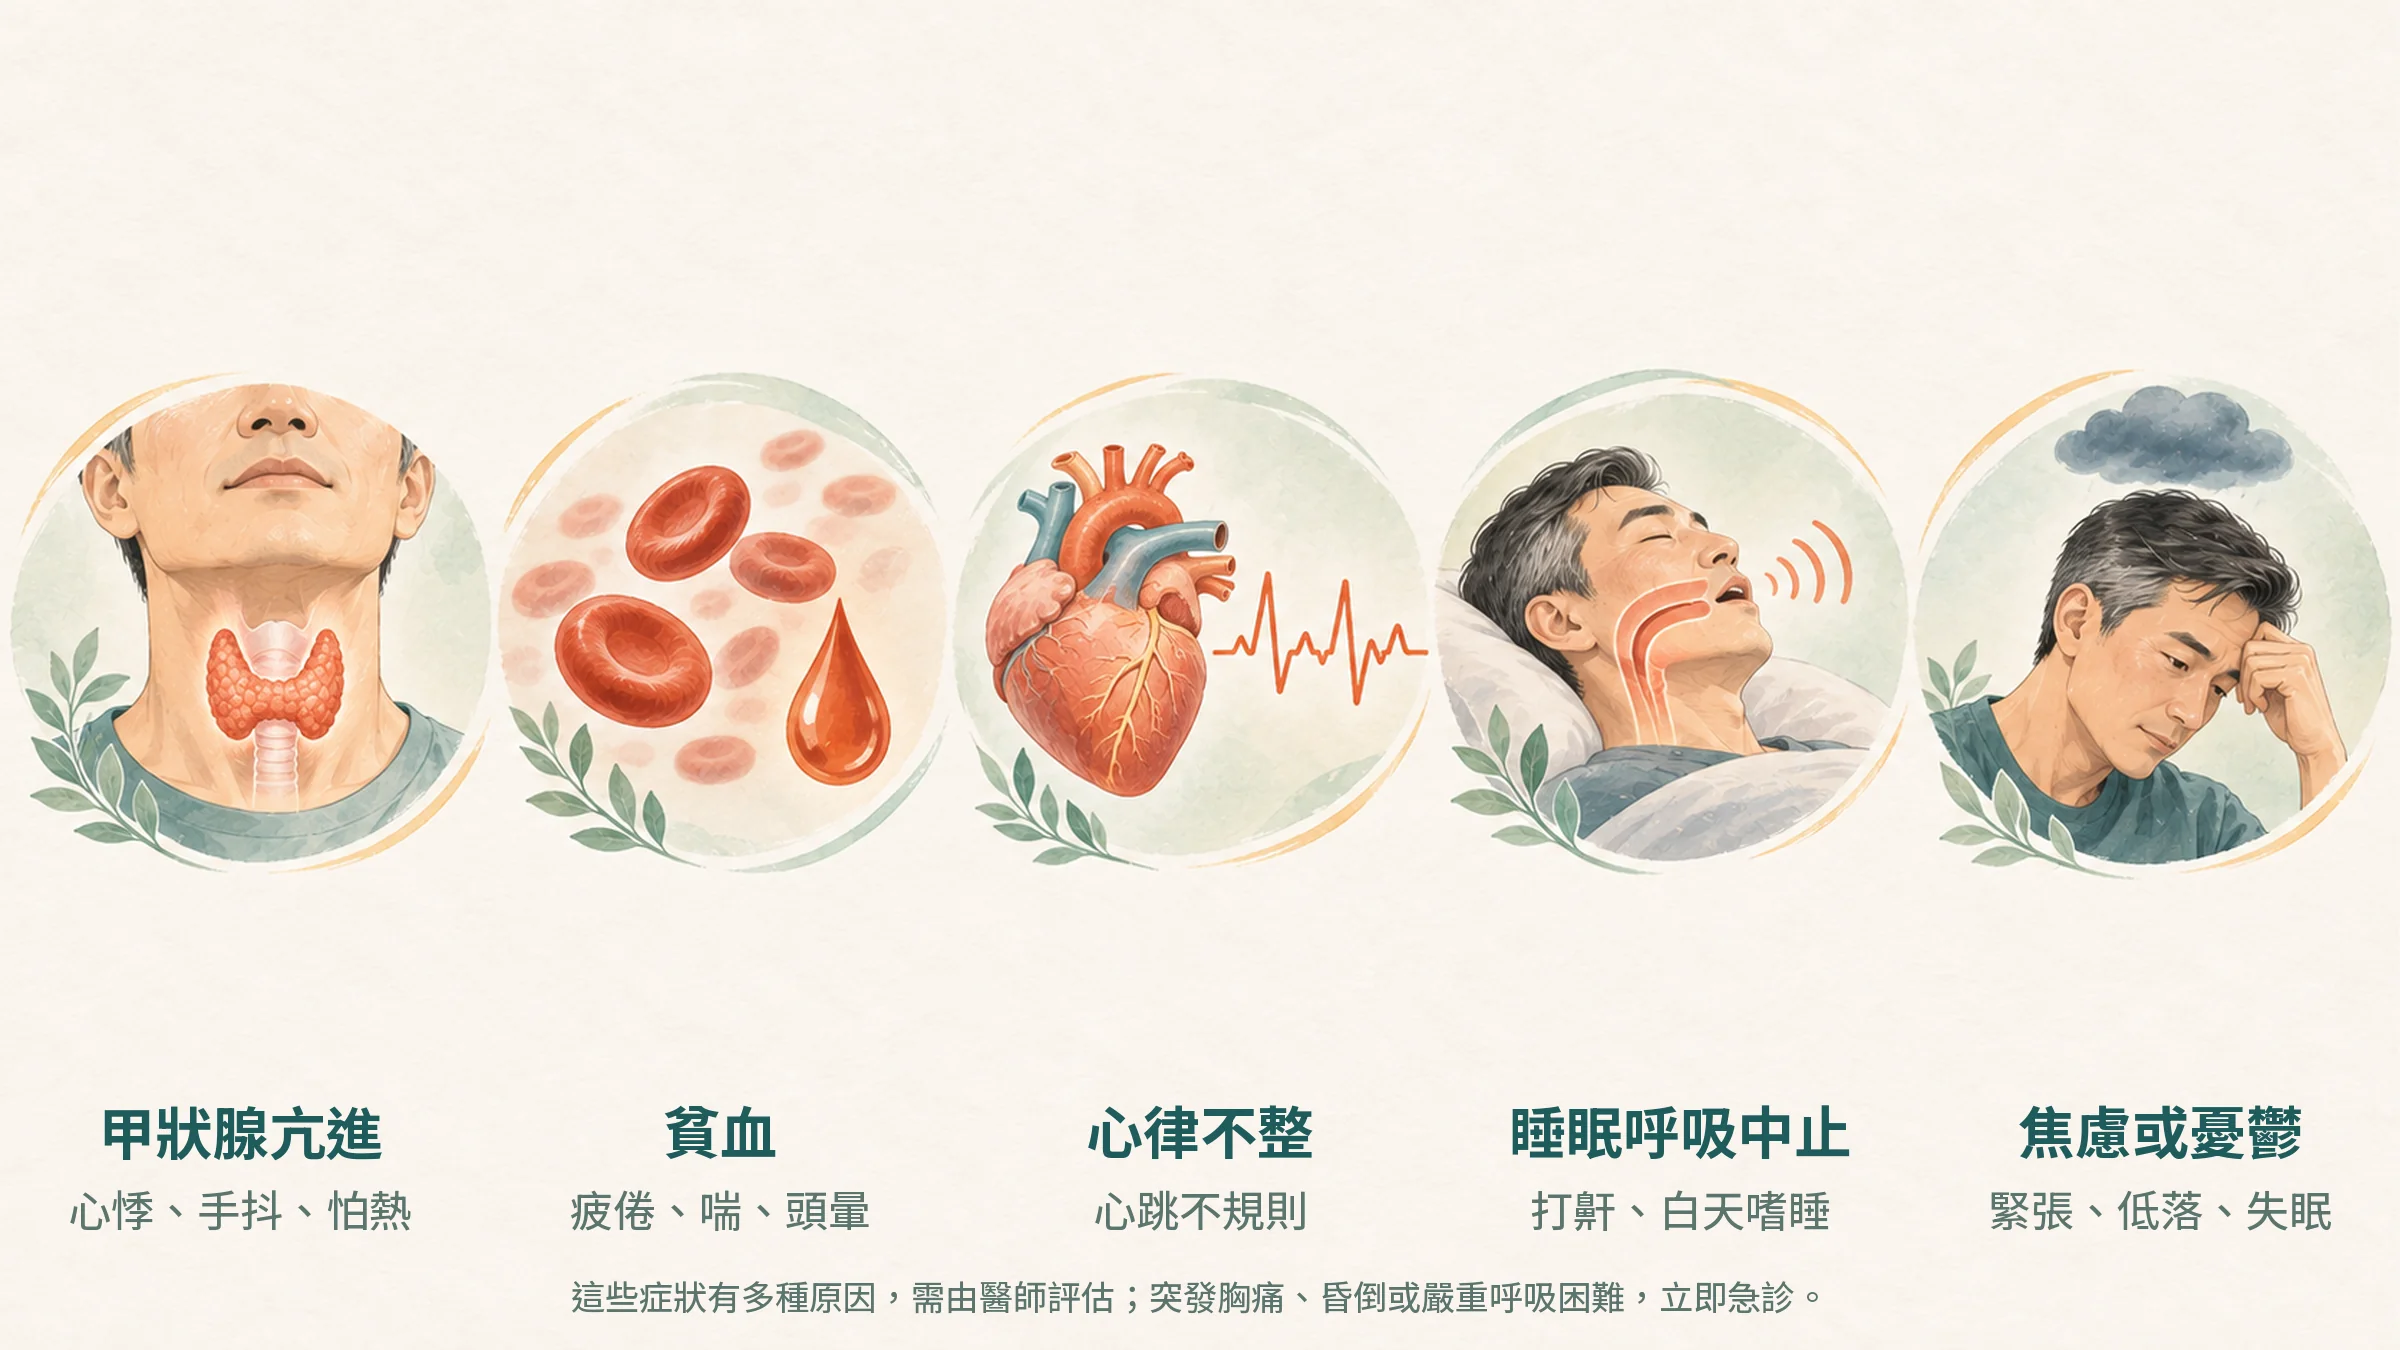 甲狀腺亢進
心悸、手抖、怕熱
貧血
疲倦、喘、頭暈
心律不整
心跳不規則
睡眠呼吸中止
打鼾、白天嗜睡
焦慮或憂鬱
緊張、低落、失眠
這些症狀有多種原因，需由醫師評估；突發胸痛、昏倒或嚴重呼吸困難，立即急診。